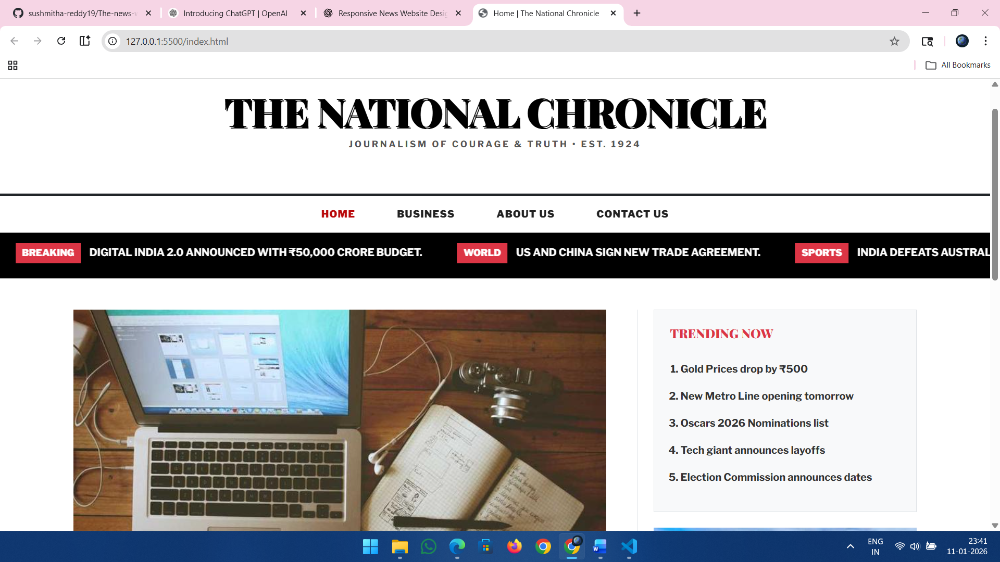 sushmitha-reddy19/The-news-w
Introducing ChatGPT | OpenAI
Responsive News Website Desig
Home | The National Chronicle
127.0.0.1:5500/index.html
All Bookmarks
THE NATIONAL CHRONICLE
JOURNALISM OF COURAGE & TRUTH • EST. 1924
HOME BUSINESS ABOUT US CONTACT US
BREAKING DIGITAL INDIA 2.0 ANNOUNCED WITH ₹50,000 CRORE BUDGET. WORLD US AND CHINA SIGN NEW TRADE AGREEMENT. SPORTS INDIA DEFEATS AUSTRAL
TRENDING NOW
1. Gold Prices drop by ₹500
2. New Metro Line opening tomorrow
3. Oscars 2026 Nominations list
4. Tech giant announces layoffs
5. Election Commission announces dates
ENG
IN
23:41
11-01-2026